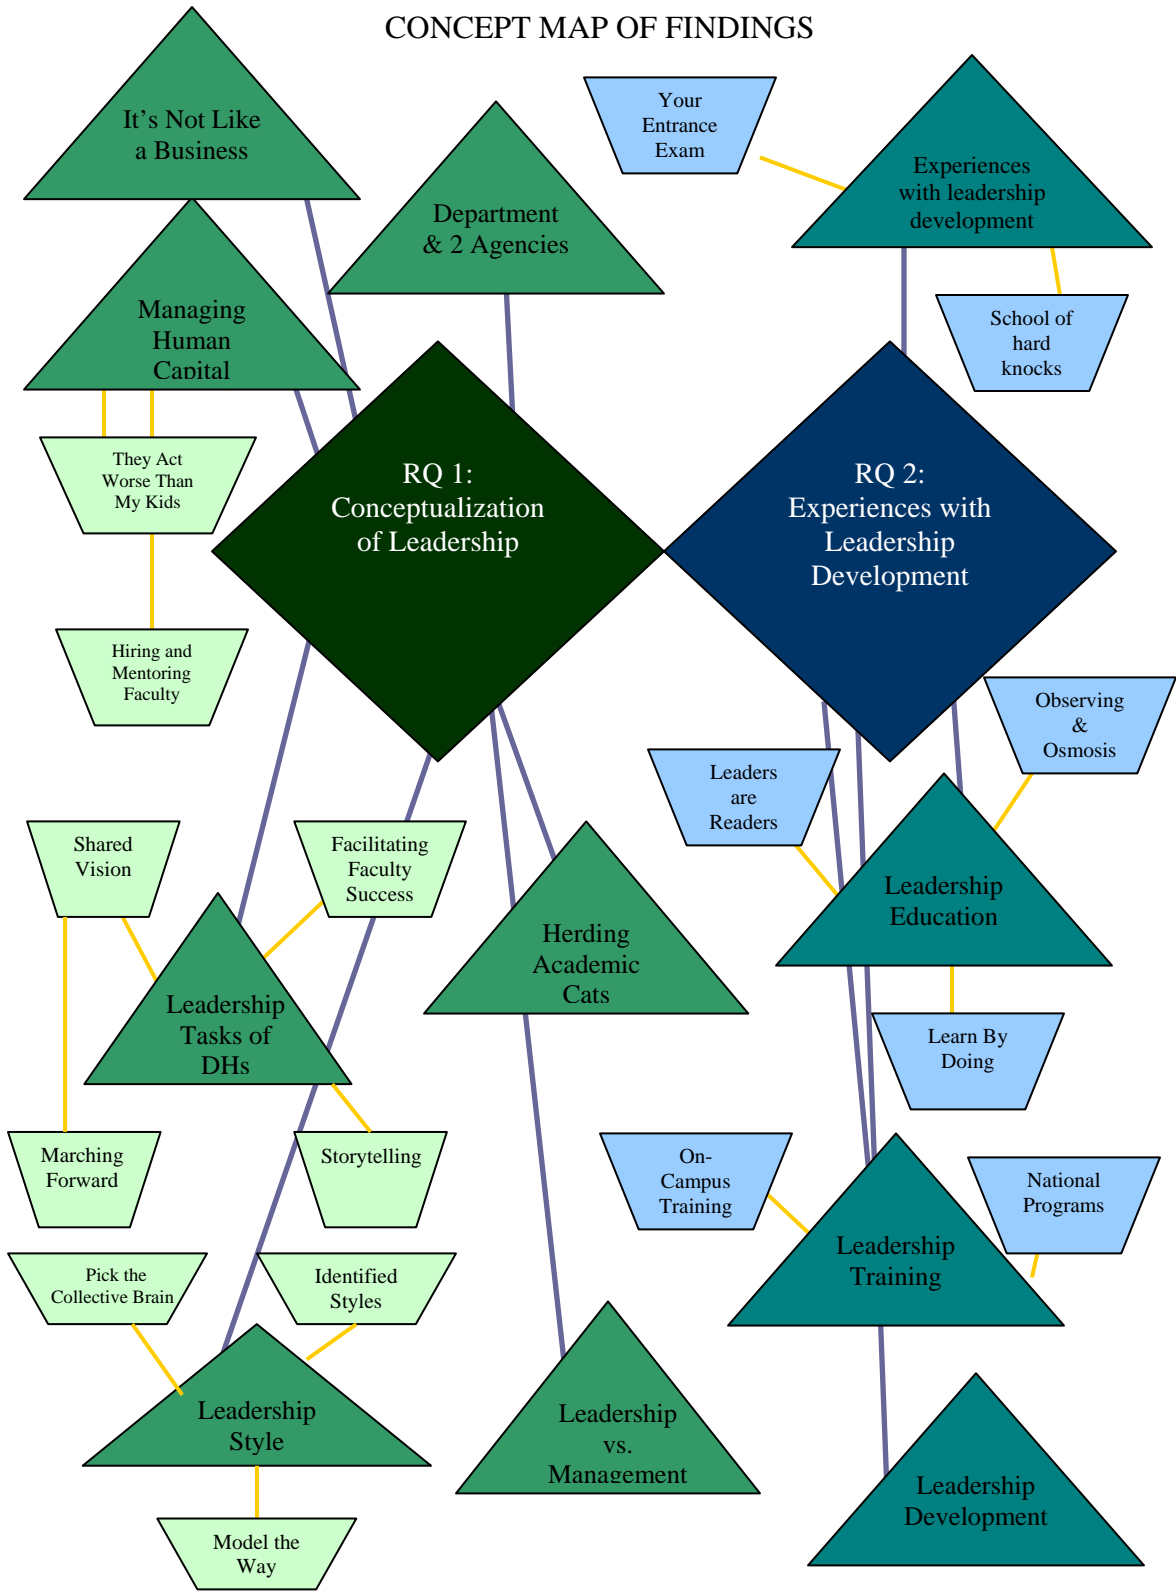 CONCEPT MAP OF FINDINGS
It's Not Like
a Business
Your
Entrance
Exam
Department
& 2 Agencies
Experiences
with leadership
development
Managing
Human
Capital
School of
hard
knocks
They Act
Worse Than
My Kids
RQ 1:
Conceptualization
of Leadership
RQ 2:
Experiences with
Leadership
Development
Hiring and
Mentoring
Faculty
Observing
&
Osmosis
Leaders
are
Readers
Shared
Vision
Facilitating
Faculty
Success
Leadership
Education
Herding
Academic
Cats
Leadership
Tasks of
DHs
Learn By
Doing
Marching
Forward
Storytelling
On-
Campus
Training
National
Programs
Leadership
Training
Pick the
Collective Brain
Identified
Styles
Leadership
Style
Leadership
vs.
Management
Leadership
Development
Model the
Way